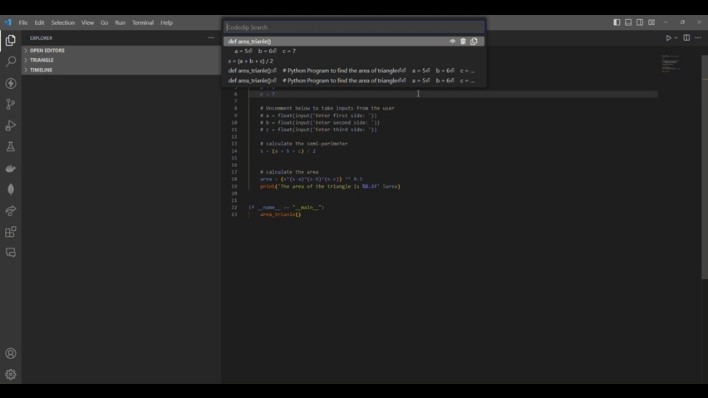 File Edit Selection View Go Run Terminal Help
Codeclip Search
EXPLORER
OPEN EDITORS
TRIANGLE
TIMELINE
def area_trianle()
a = 5⏎ b = 6⏎ c = 7
s = (a + b + c) / 2
def area_trianle():⏎ # Python Program to find the area of triangle⏎⏎ a = 5⏎ b = 6⏎ c = ...
def area_trianle():⏎ # Python Program to find the area of triangle⏎⏎ a = 5⏎ b = 6⏎ c = ...
6 c = 7
7
8 # Uncomment below to take inputs from the user
9 # a = float(input('Enter first side: '))
10 # b = float(input('Enter second side: '))
11 # c = float(input('Enter third side: '))
12
13 # calculate the semi-perimeter
14 s = (a + b + c) / 2
15
16
17 # calculate the area
18 area = (s*(s-a)*(s-b)*(s-c)) ** 0.5
19 print('The area of the triangle is %0.2f' %area)
20
21
22 if __name__ == "__main__":
23 area_trianle()